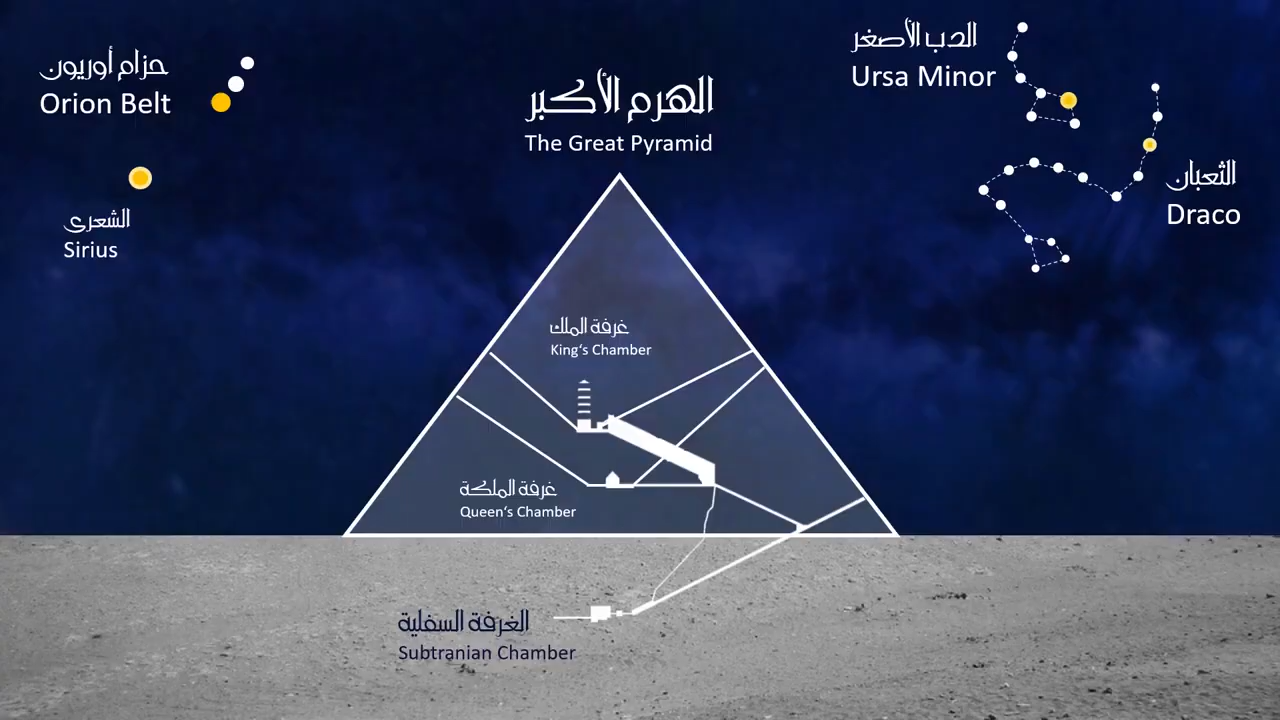 حزام أوريون
Orion Belt
الشعرى
Sirius
الهرم الأكبر
The Great Pyramid
الدب الأصغر
Ursa Minor
الثعبان
Draco
غرفة الملك
King's Chamber
غرفة الملكة
Queen's Chamber
الغرفة السفلية
Subtranian Chamber